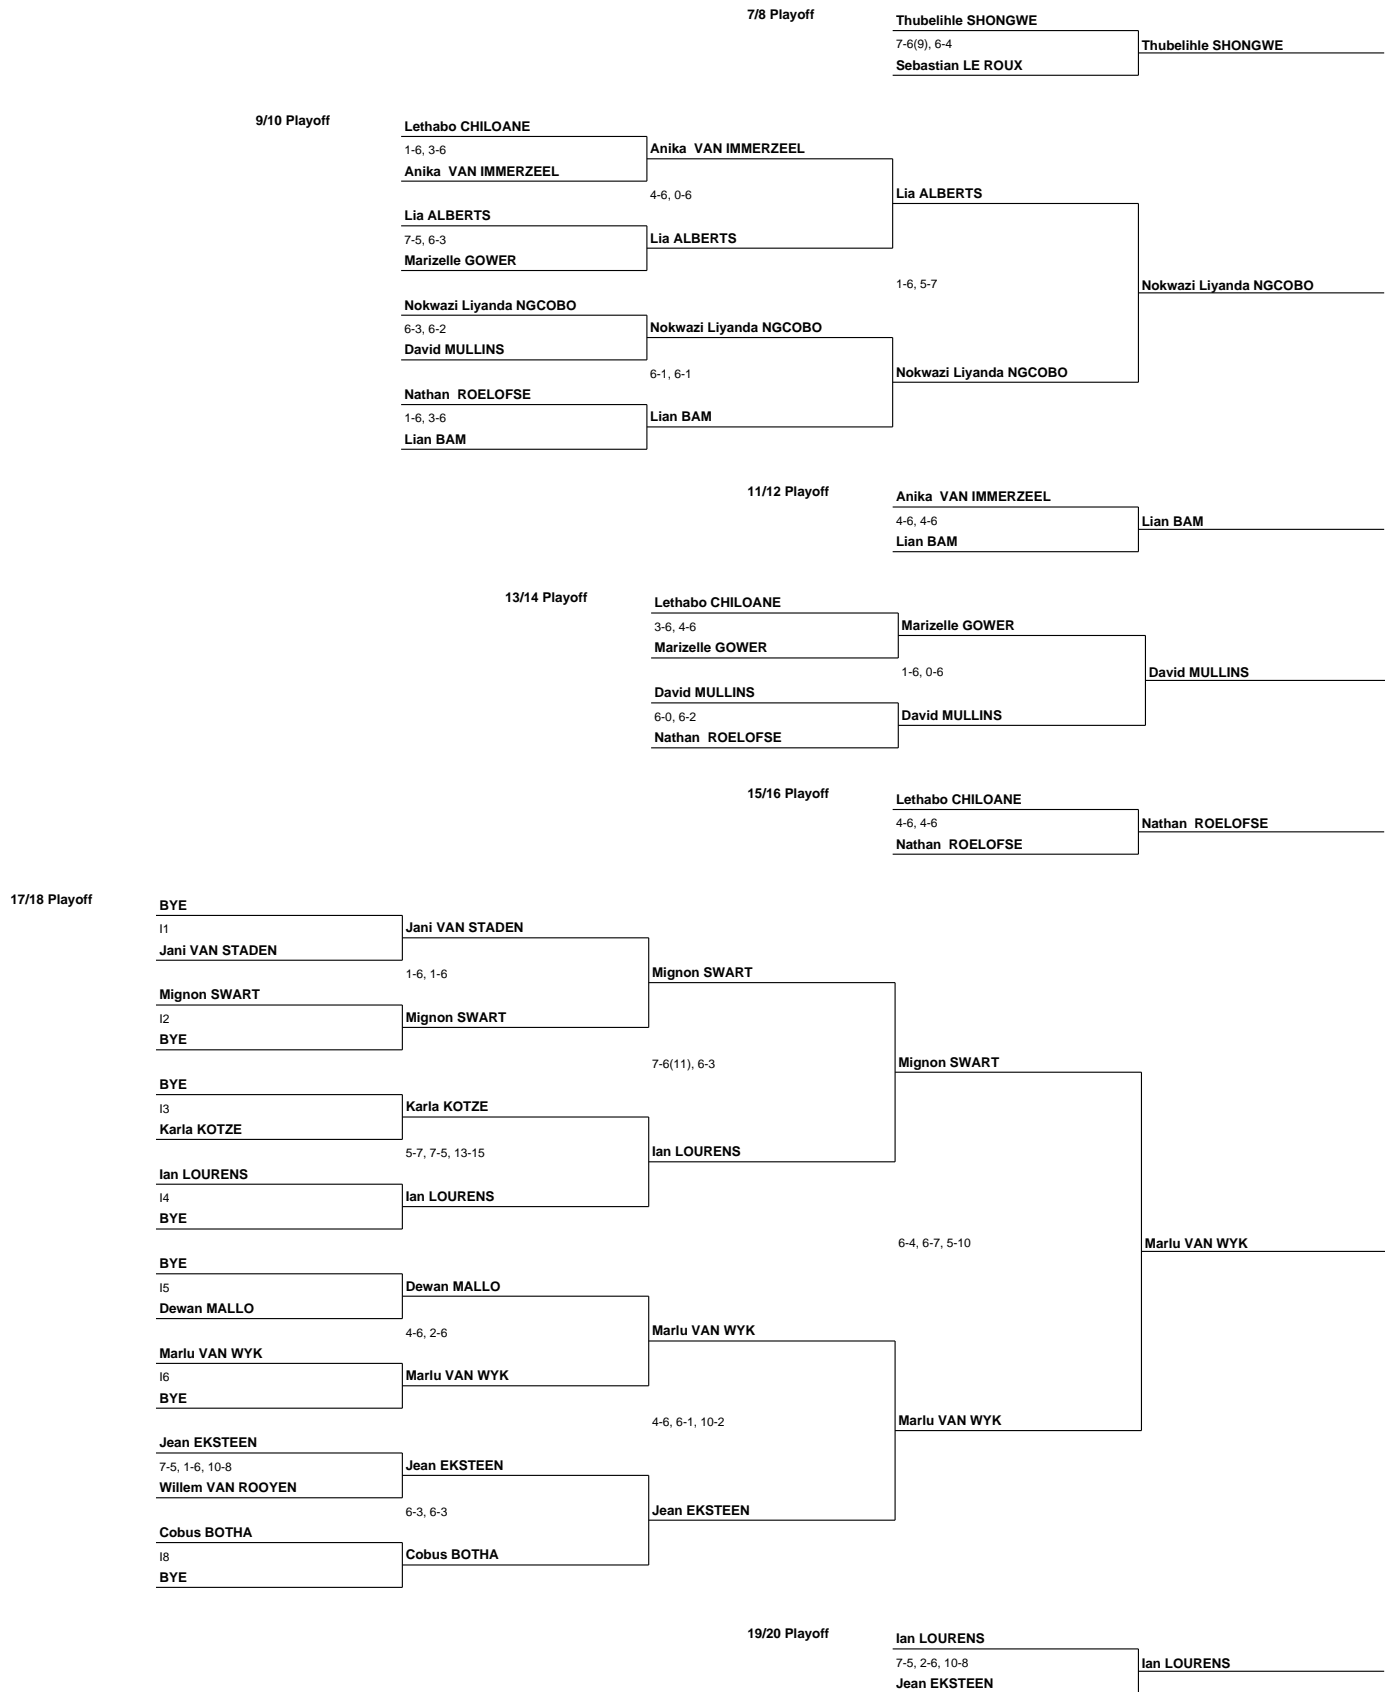 7/8 Playoff
Thubelihle SHONGWE
7-6(9), 6-4
Thubelihle SHONGWE
Sebastian LE ROUX
9/10 Playoff
Lethabo CHILOANE
1-6, 3-6
Anika VAN IMMERZEEL
Anika VAN IMMERZEEL
4-6, 0-6
Lia ALBERTS
Lia ALBERTS
7-5, 6-3
Lia ALBERTS
Marizelle GOWER
1-6, 5-7
Nokwazi Liyanda NGCOBO
Nokwazi Liyanda NGCOBO
6-3, 6-2
Nokwazi Liyanda NGCOBO
David MULLINS
6-1, 6-1
Nokwazi Liyanda NGCOBO
Nathan ROELOFSE
1-6, 3-6
Lian BAM
Lian BAM
11/12 Playoff
Anika VAN IMMERZEEL
4-6, 4-6
Lian BAM
Lian BAM
13/14 Playoff
Lethabo CHILOANE
3-6, 4-6
Marizelle GOWER
Marizelle GOWER
1-6, 0-6
David MULLINS
David MULLINS
6-0, 6-2
David MULLINS
Nathan ROELOFSE
15/16 Playoff
Lethabo CHILOANE
4-6, 4-6
Nathan ROELOFSE
Nathan ROELOFSE
17/18 Playoff
BYE
I1
Jani VAN STADEN
Jani VAN STADEN
1-6, 1-6
Mignon SWART
Mignon SWART
I2
Mignon SWART
BYE
7-6(11), 6-3
Mignon SWART
BYE
I3
Karla KOTZE
Karla KOTZE
5-7, 7-5, 13-15
Ian LOURENS
Ian LOURENS
I4
Ian LOURENS
BYE
6-4, 6-7, 5-10
Marlu VAN WYK
BYE
I5
Dewan MALLO
Dewan MALLO
4-6, 2-6
Marlu VAN WYK
Marlu VAN WYK
I6
Marlu VAN WYK
BYE
4-6, 6-1, 10-2
Marlu VAN WYK
Jean EKSTEEN
7-5, 1-6, 10-8
Jean EKSTEEN
Willem VAN ROOYEN
6-3, 6-3
Jean EKSTEEN
Cobus BOTHA
I8
Cobus BOTHA
BYE
19/20 Playoff
Ian LOURENS
7-5, 2-6, 10-8
Ian LOURENS
Jean EKSTEEN